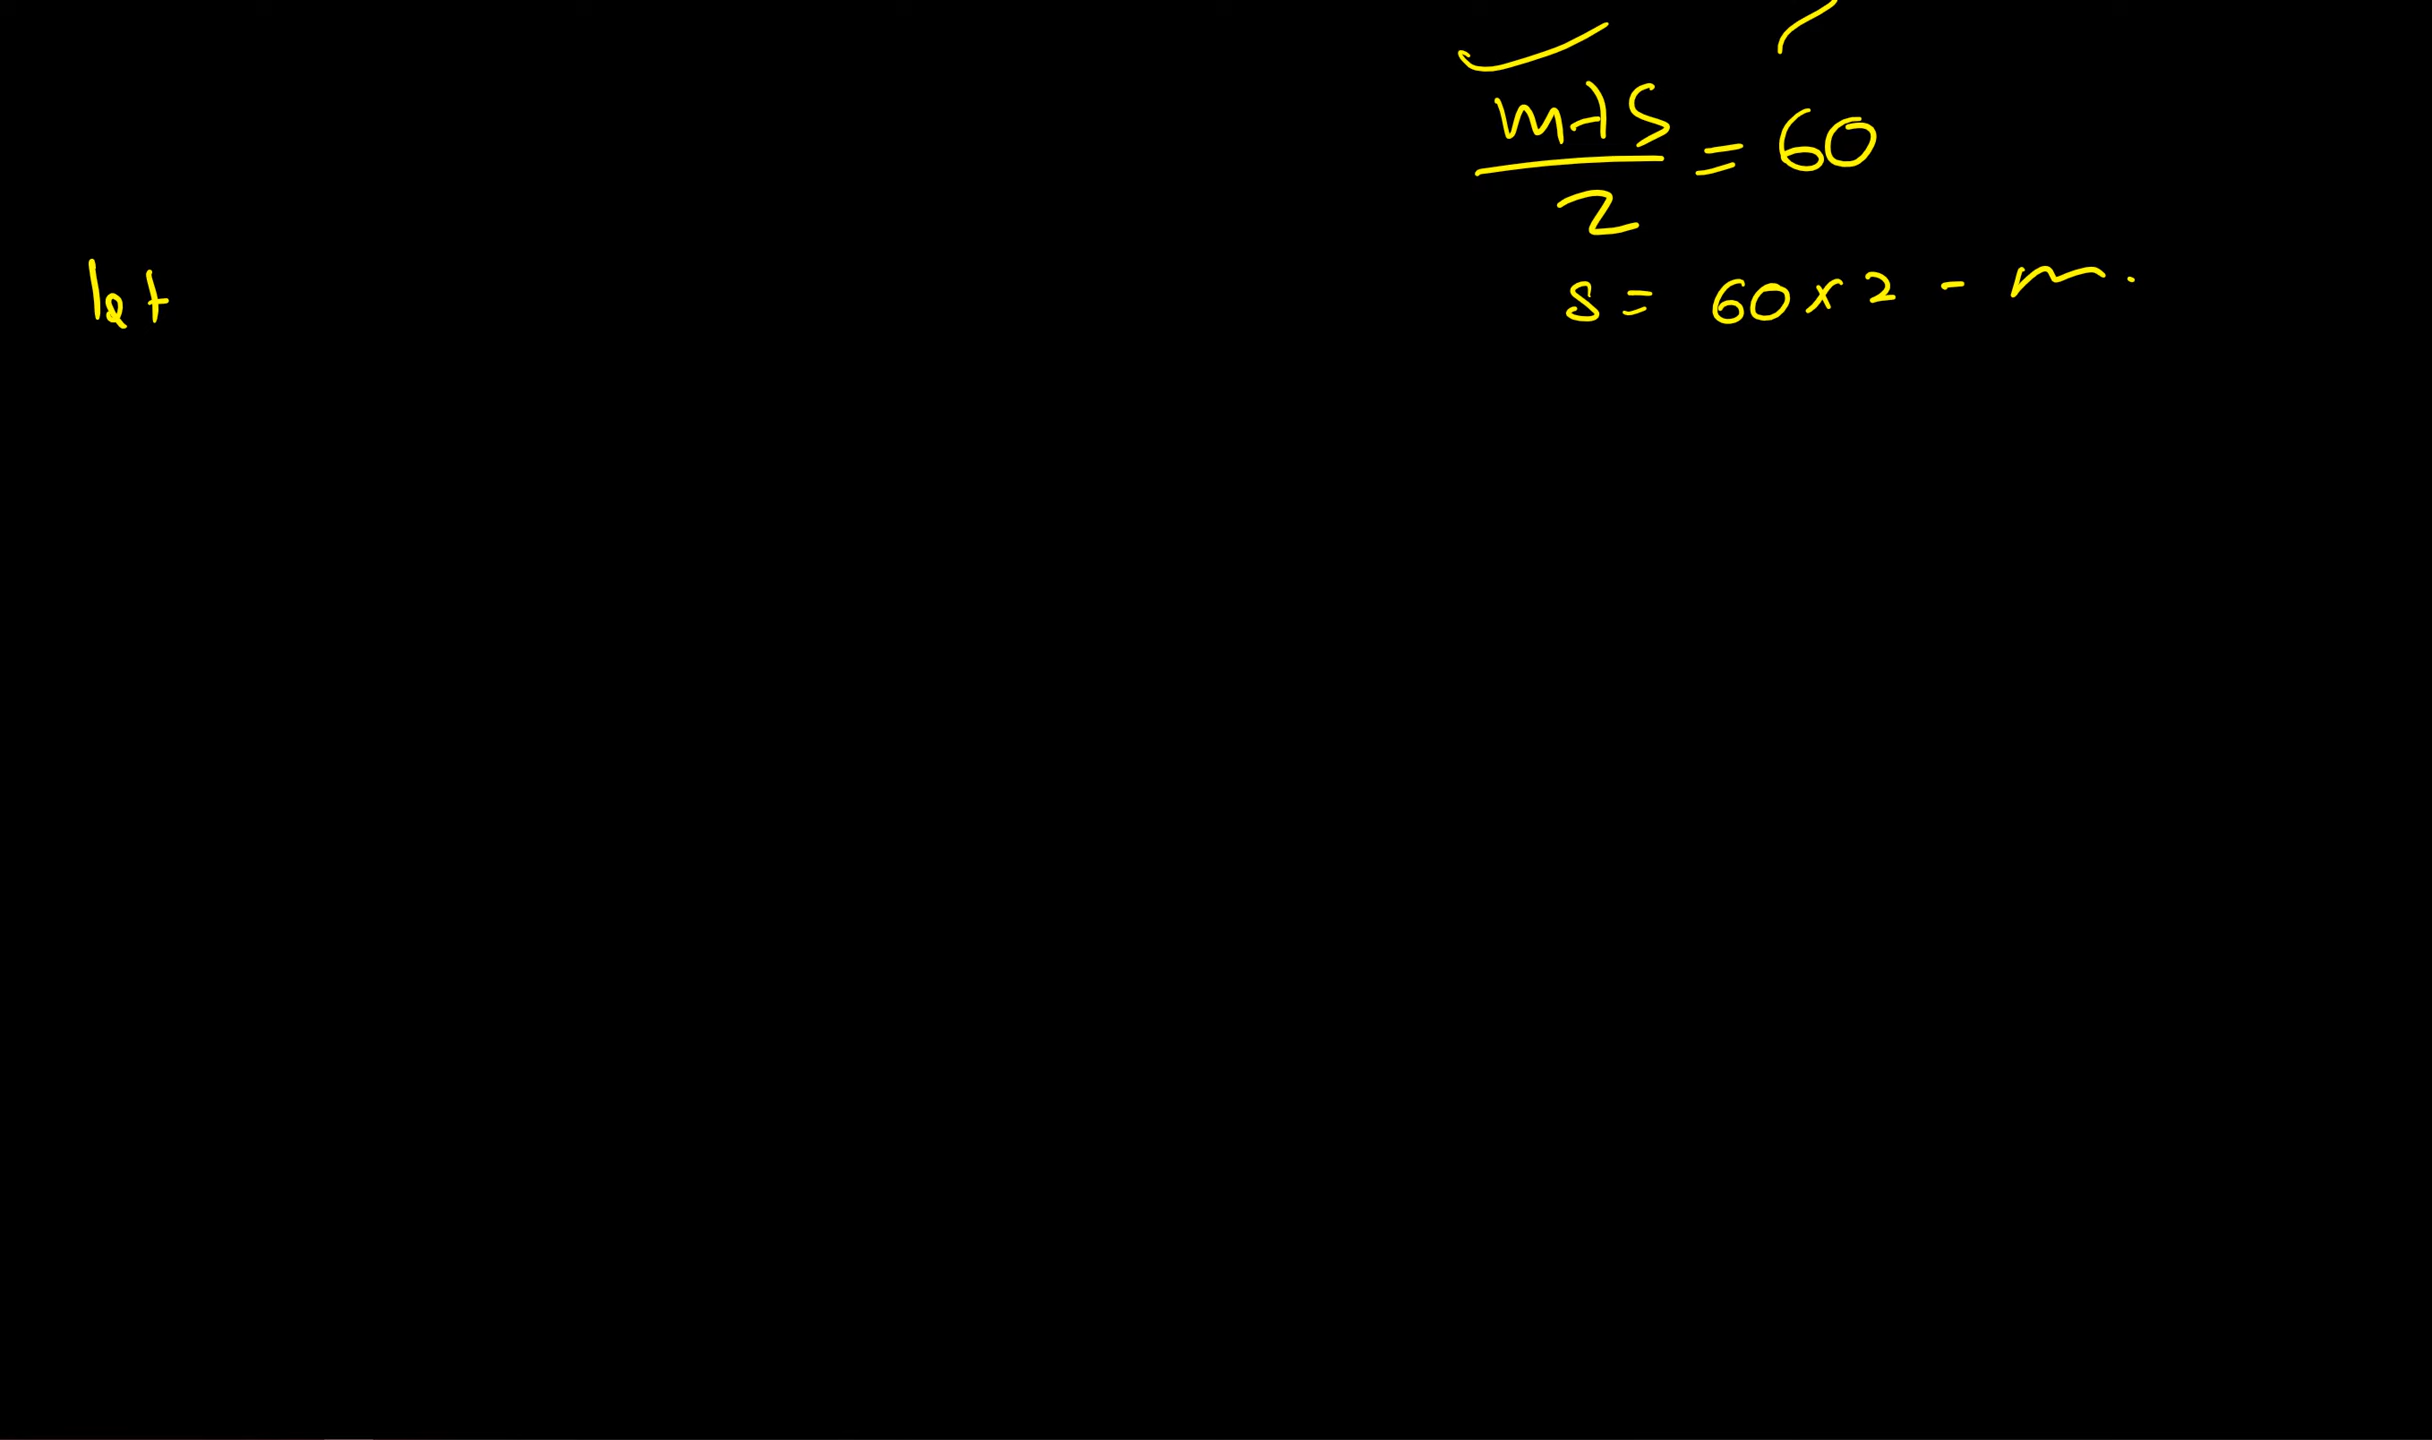 m+s
2
= 60
let
s = 60 x 2 - m .